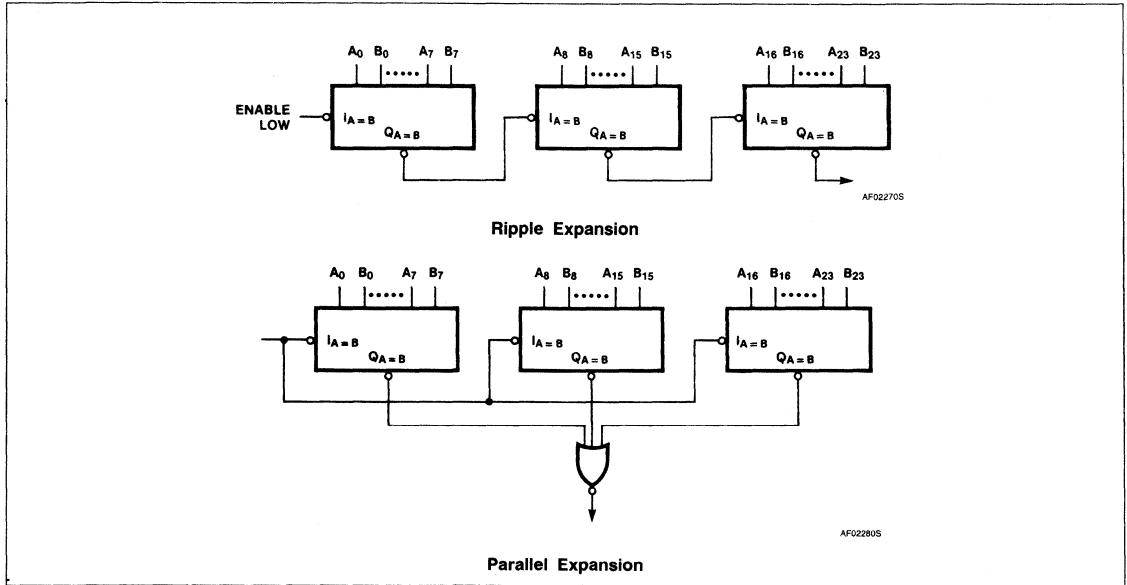 A0 B0 ..... A7 B7 A8 B8 ..... A15 B15 A16 B16 ..... A23 B23
ENABLE LOW
IA = B IA = B IA = B
QA = B QA = B QA = B
AF02270S
Ripple Expansion
A0 B0 ..... A7 B7 A8 B8 ..... A15 B15 A16 B16 ..... A23 B23
IA = B IA = B IA = B
QA = B QA = B QA = B
AF02280S
Parallel Expansion